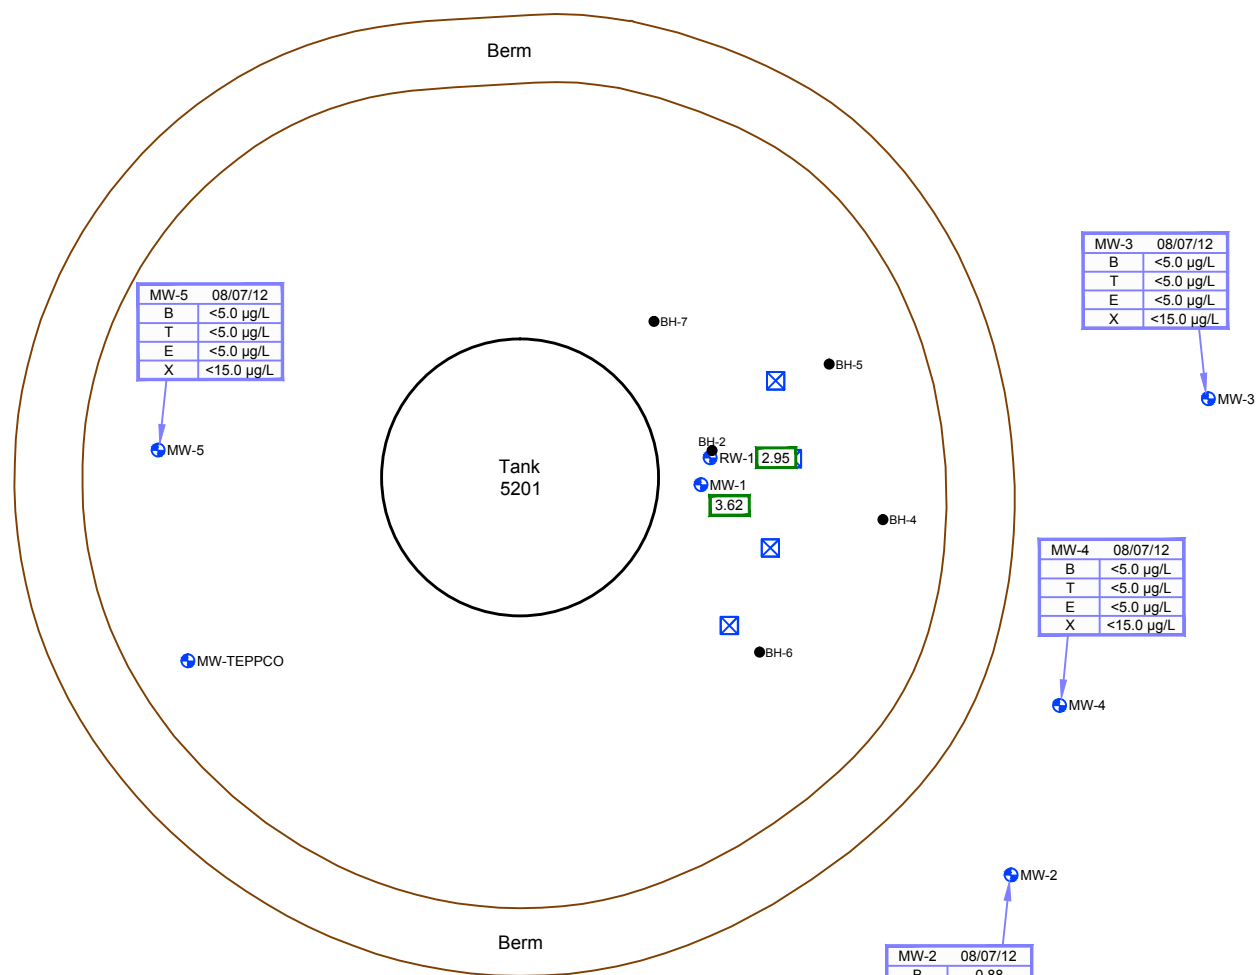 Berm
MW-3 08/07/12
B <5.0 µg/L
T <5.0 µg/L
E <5.0 µg/L
X <15.0 µg/L
MW-5 08/07/12
B <5.0 µg/L
T <5.0 µg/L
E <5.0 µg/L
X <15.0 µg/L
BH-7
BH-5
MW-3
BH-2
MW-5
RW-1 2.95
Tank
5201
MW-1
3.62
BH-4
MW-4 08/07/12
B <5.0 µg/L
T <5.0 µg/L
E <5.0 µg/L
X <15.0 µg/L
BH-6
MW-TEPPCO
MW-4
MW-2
Berm
MW-2 08/07/12
B 0.88